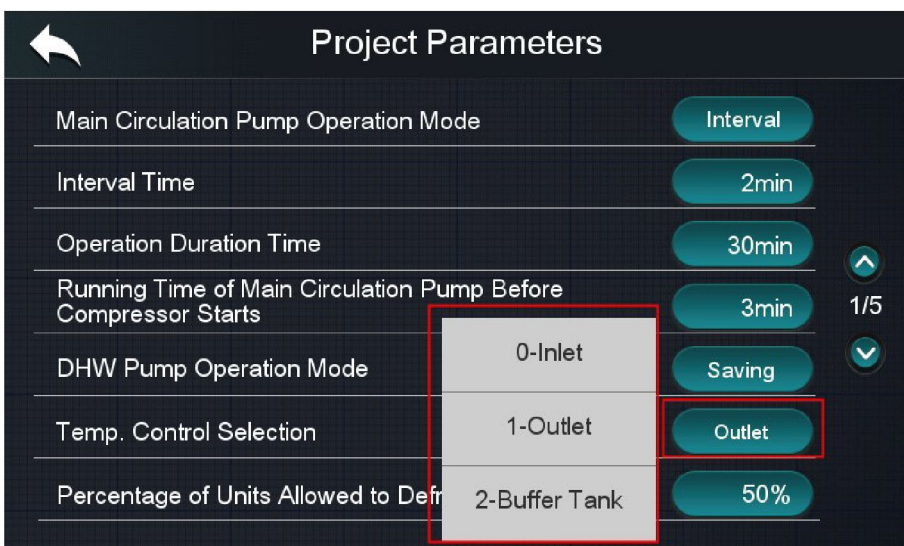 Project Parameters
Main Circulation Pump Operation Mode
Interval
Interval Time
2min
Operation Duration Time
30min
Running Time of Main Circulation Pump Before
Compressor Starts
3min
1/5
DHW Pump Operation Mode
Saving
Temp. Control Selection
Outlet
Percentage of Units Allowed to Defr
50%
0-Inlet
1-Outlet
2-Buffer Tank